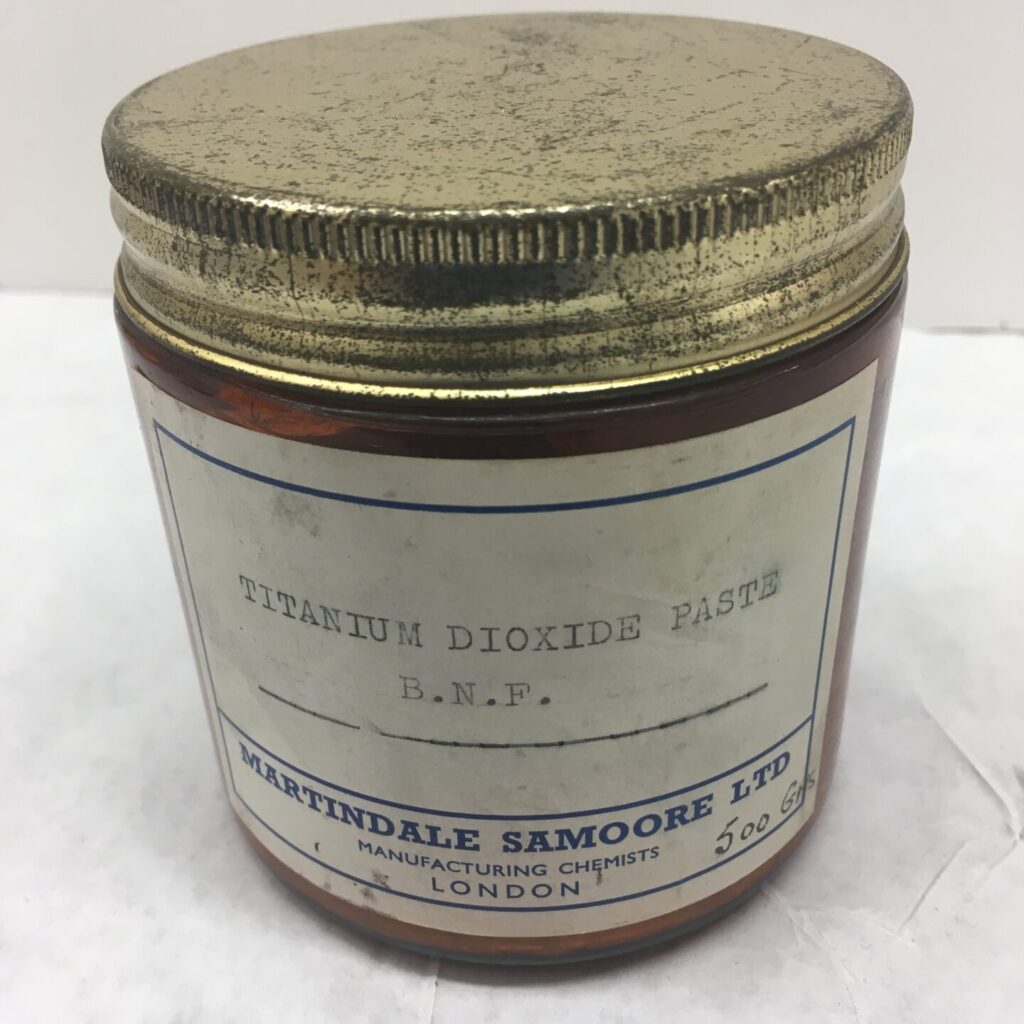 TITANIUM DIOXIDE PASTE
B.N.F.
MARTINDALE SAMOORE LTD
MANUFACTURING CHEMISTS
LONDON
500 Gms